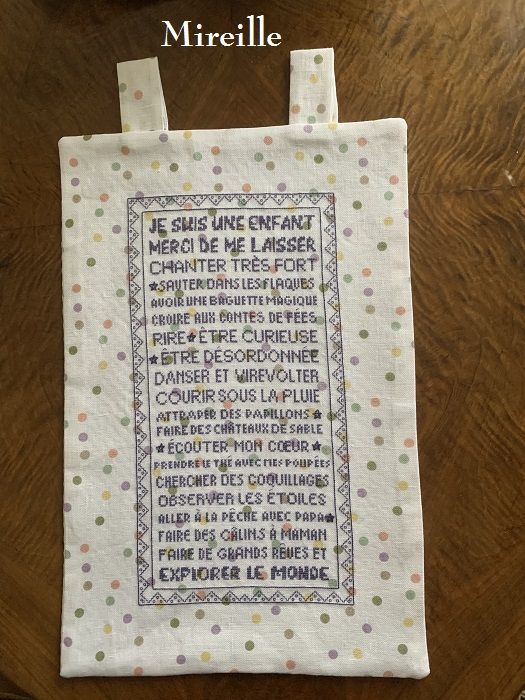 Mireille
JE SUIS UNE ENFANT
MERCI DE ME LAISSER
CHANTER TRÈS FORT
★SAUTER DANS LES FLAQUES
AVOIR UNE BAGUETTE MAGIQUE
CROIRE AUX CONTES DE FÉES
RIRE★ÊTRE CURIEUSE
★ÊTRE DÉSORDONNÉE
DANSER ET VIREVOLTER
COURIR SOUS LA PLUIE
ATTRAPER DES PAPILLONS★
FAIRE DES CHÂTEAUX DE SABLE
★ÉCOUTER MON CŒUR★
PRENDRE LE THÉ AVEC MES POUPÉES
CHERCHER DES COQUILLAGES
OBSERVER LES ÉTOILES
ALLER À LA PÊCHE AVEC PAPA★
FAIRE DES CÂLINS À MAMAN
FAIRE DE GRANDS RÊVES ET
EXPLORER LE MONDE